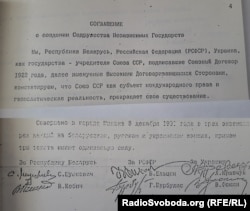 4
СОГЛАШЕНИЕ
о создании Содружества Независимых Государств
Мы, Республика Беларусь, Российская Федерация (РСФСР), Украина,
как государства - учредители Союза ССР, подписавшие Союзный Договор
1922 года, далее именуемые Высокими Договаривающимися Сторонами,
констатируем, что Союз ССР как субъект международного права и
геополитическая реальность, прекращает свое существование.
Совершено в городе Минске 8 декабря 1991 года в трех экземп-
лярах каждый на белорусском, русском и украинском языках, причем
три текста имеют одинаковую силу.
За Республику Беларусь За РСФСР За Украину
С.Шушкевич Б.Ельцин Л.Кравчук
В.Кебич Г.Бурбулис В.Фокин
RFE/RL